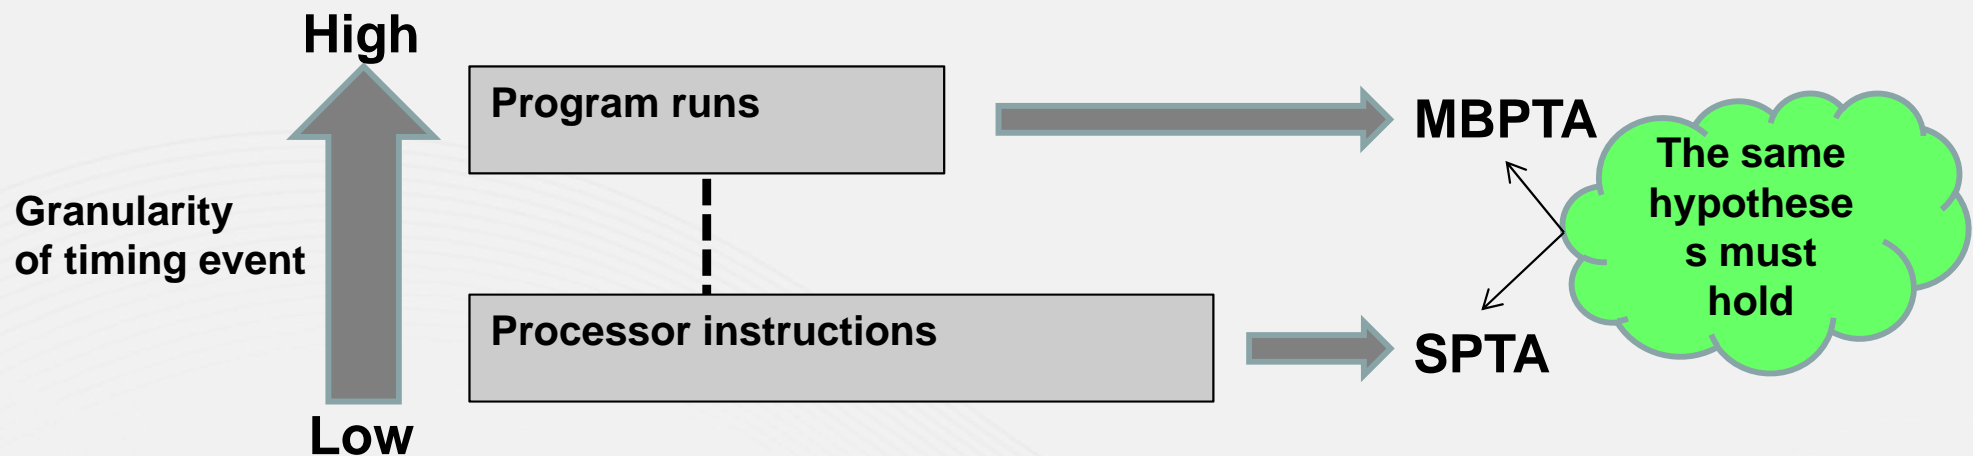 High
Program runs
MBPTA
The same
hypothese
s must
hold
Granularity
of timing event
Processor instructions
SPTA
Low